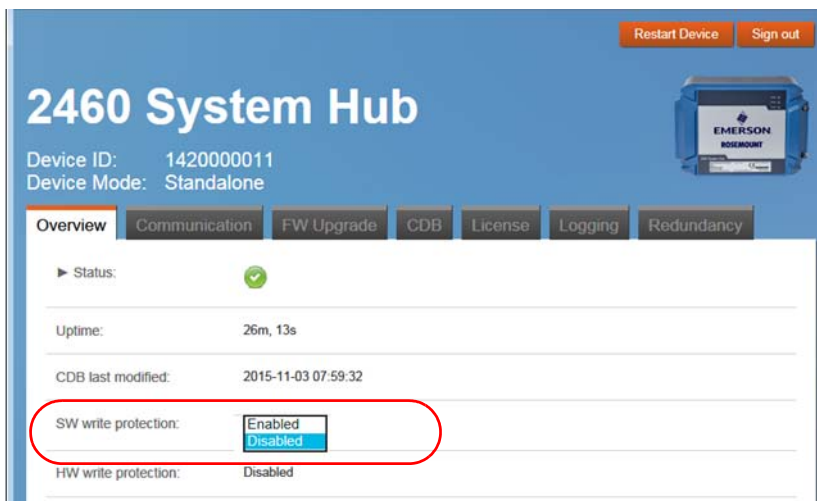 Restart Device Sign out
2460 System Hub
EMERSON
ROSEMOUNT
Device ID: 1420000011
Device Mode: Standalone
Overview Communication FW Upgrade CDB License Logging Redundancy
▶ Status:
Uptime: 26m, 13s
CDB last modified: 2015-11-03 07:59:32
SW write protection: Enabled
Disabled
HW write protection: Disabled